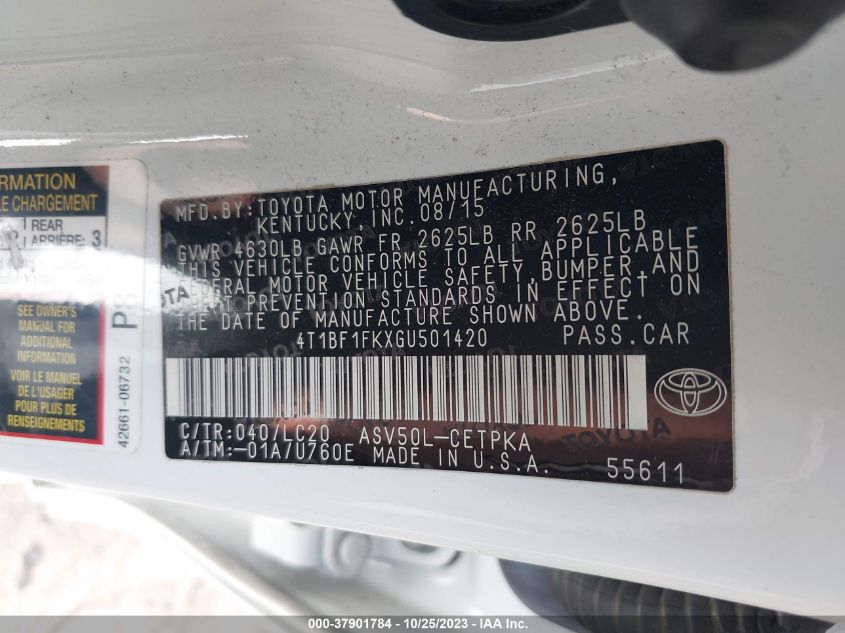 RMATION
LE CHARGEMENT
REAR
ARRIÈRE: 3
SEE OWNER'S
MANUAL FOR
ADDITIONAL
INFORMATION
VOIR LE MANUEL
DE L'USAGER
POUR PLUS DE
RENSEIGNEMENTS
42661-06732
MFD.BY:TOYOTA MOTOR MANUFACTURING,
KENTUCKY, INC. 08/15
GVWR 4630LB GAWR FR 2625LB RR 2625LB
THIS VEHICLE CONFORMS TO ALL APPLICABLE
FEDERAL MOTOR VEHICLE SAFETY, BUMPER, AND
THEFT PREVENTION STANDARDS IN EFFECT ON
THE DATE OF MANUFACTURE SHOWN ABOVE.
4T1BF1FKXGU501420 PASS.CAR
C/TR:040/LC20 ASV50L-CETPKA
A/TM:-01A/U760E MADE IN U.S.A. 55611
TOYOTA
000-37901784 - 10/25/2023 - IAA Inc.